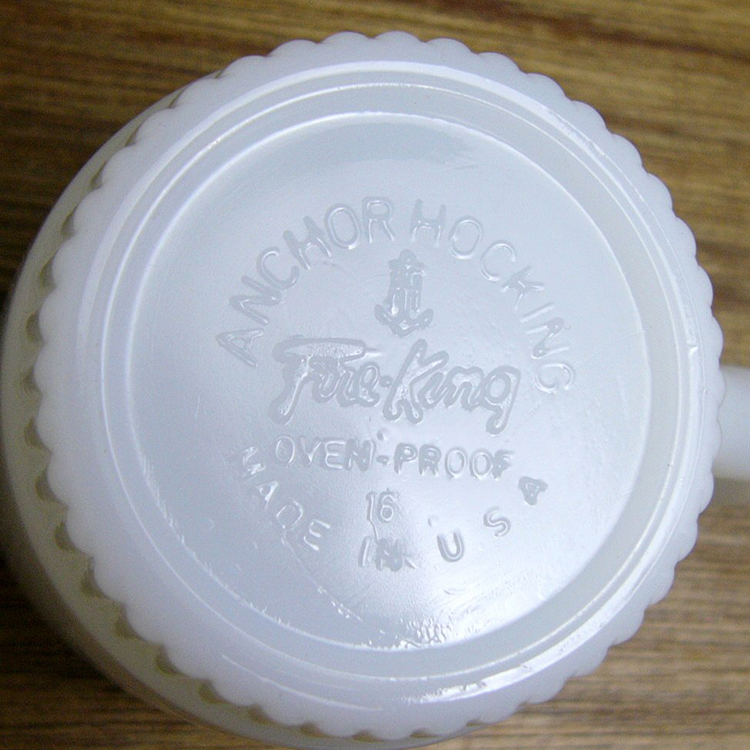 ANCHOR HOCKING
Fire-King
OVEN-PROOF
16
MADE IN U S A